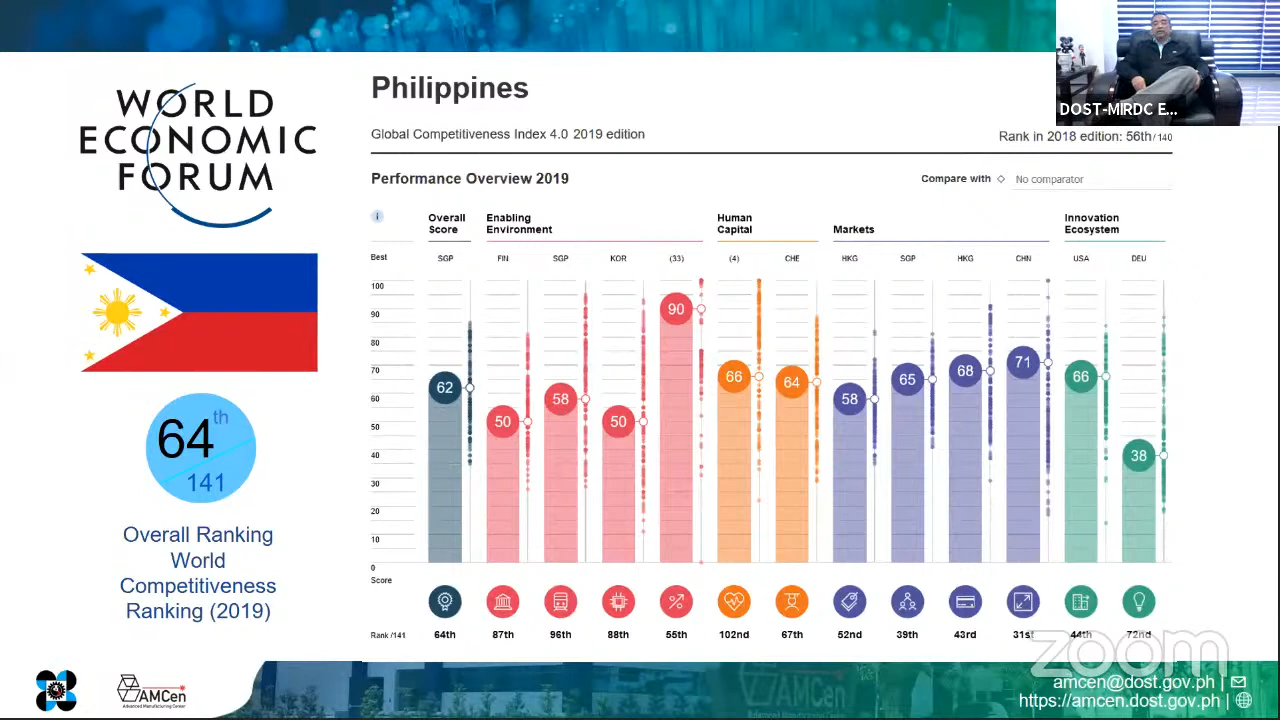 WORLD
ECONOMIC
FORUM
64th
141
Overall Ranking
World
Competitiveness
Ranking (2019)
Philippines
Global Competitiveness Index 4.0 2019 edition
Rank in 2018 edition: 56th/140
DOST-MIRDC E...
Performance Overview 2019
Compare with ◇ No comparator
i
Overall Score
Enabling Environment
Human Capital
Markets
Innovation Ecosystem
Best SGP FIN SGP KOR (33) (4) CHE HKG SGP HKG CHN USA DEU
100
90
80
70
60
50
40
30
20
10
0
Score
62 50 58 50 90 66 64 58 65 68 71 66 38
Rank /141 64th 87th 96th 88th 55th 102nd 67th 52nd 39th 43rd 31st 44th 72nd
zoom
AMCen
Advanced Manufacturing Center
amcen@dost.gov.ph |
https://amcen.dost.gov.ph |